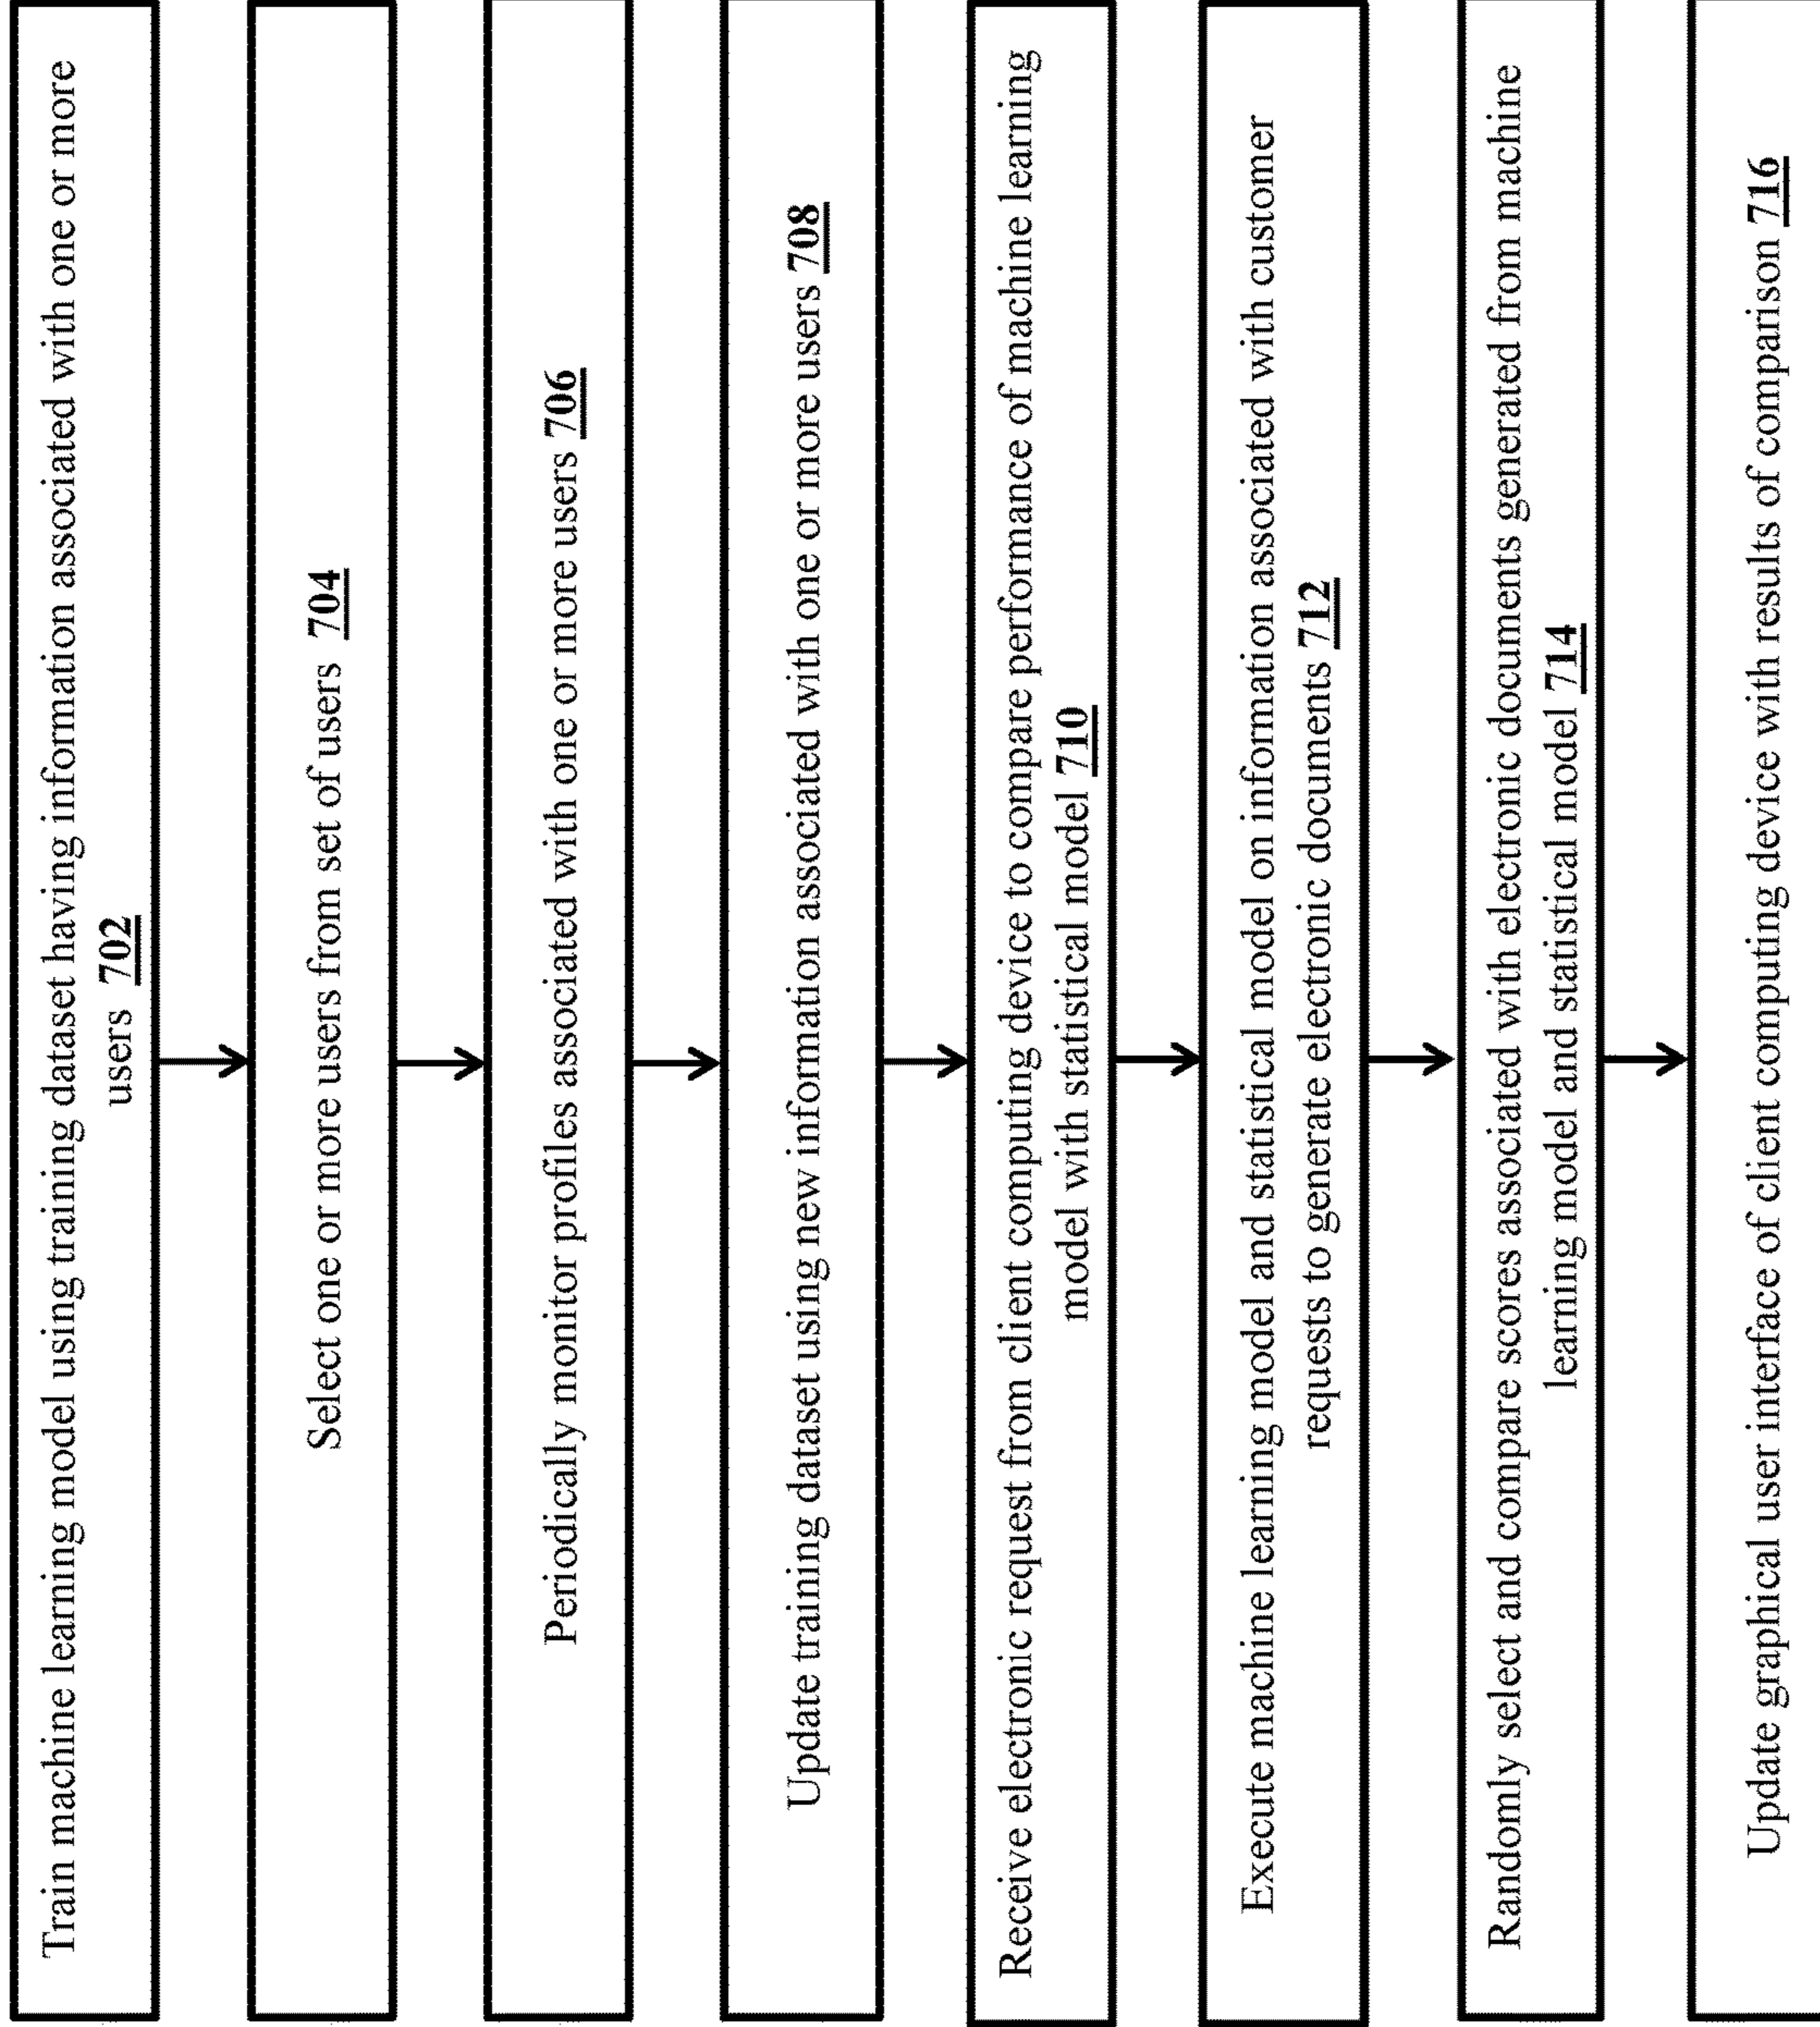 Train machine learning model using training dataset having information associated with one or more
users 702
Select one or more users from set of users 704
Periodically monitor profiles associated with one or more users 706
Update training dataset using new information associated with one or more users 708
Receive electronic request from client computing device to compare performance of machine learning
model with statistical model 710
Execute machine learning model and statistical model on information associated with customer
requests to generate electronic documents 712
Randomly select and compare scores associated with electronic documents generated from machine
learning model and statistical model 714
Update graphical user interface of client computing device with results of comparison 716